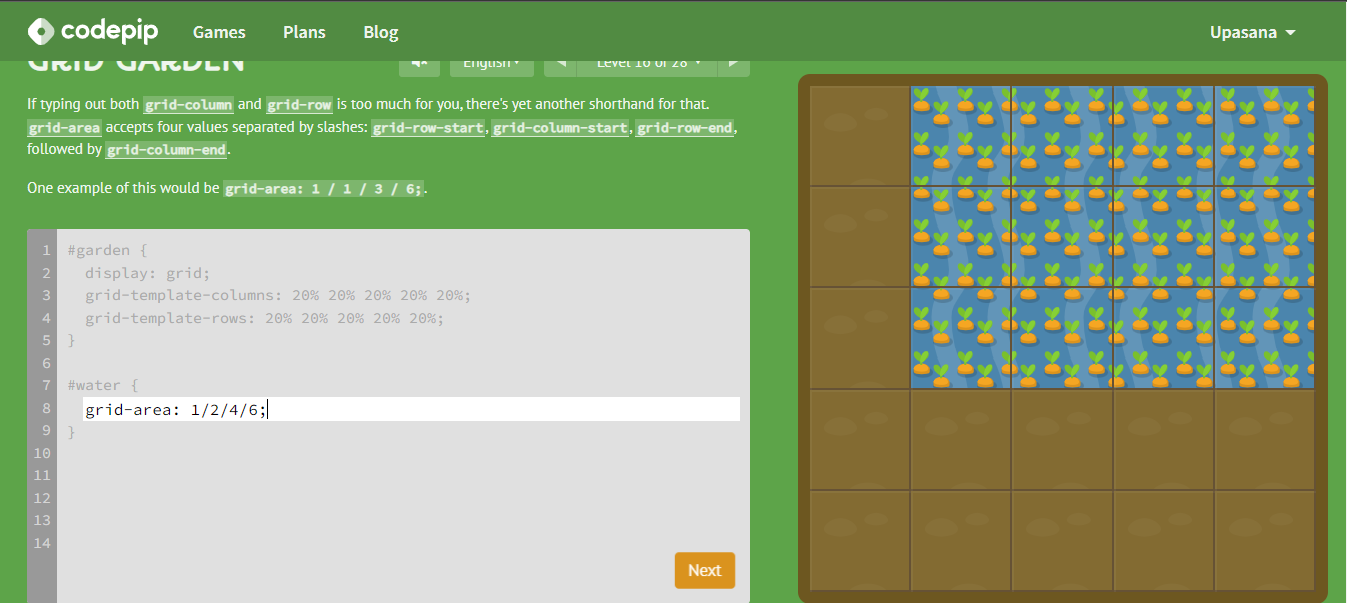 codepip Games Plans Blog Upasana
GRID GARDEN English Level 16 of 28
If typing out both grid-column and grid-row is too much for you, there's yet another shorthand for that.
grid-area accepts four values separated by slashes: grid-row-start, grid-column-start, grid-row-end,
followed by grid-column-end.
One example of this would be grid-area: 1 / 1 / 3 / 6;.
1 #garden {
2 display: grid;
3 grid-template-columns: 20% 20% 20% 20% 20%;
4 grid-template-rows: 20% 20% 20% 20% 20%;
5 }
6
7 #water {
8 grid-area: 1/2/4/6;
9 }
10
11
12
13
14
Next